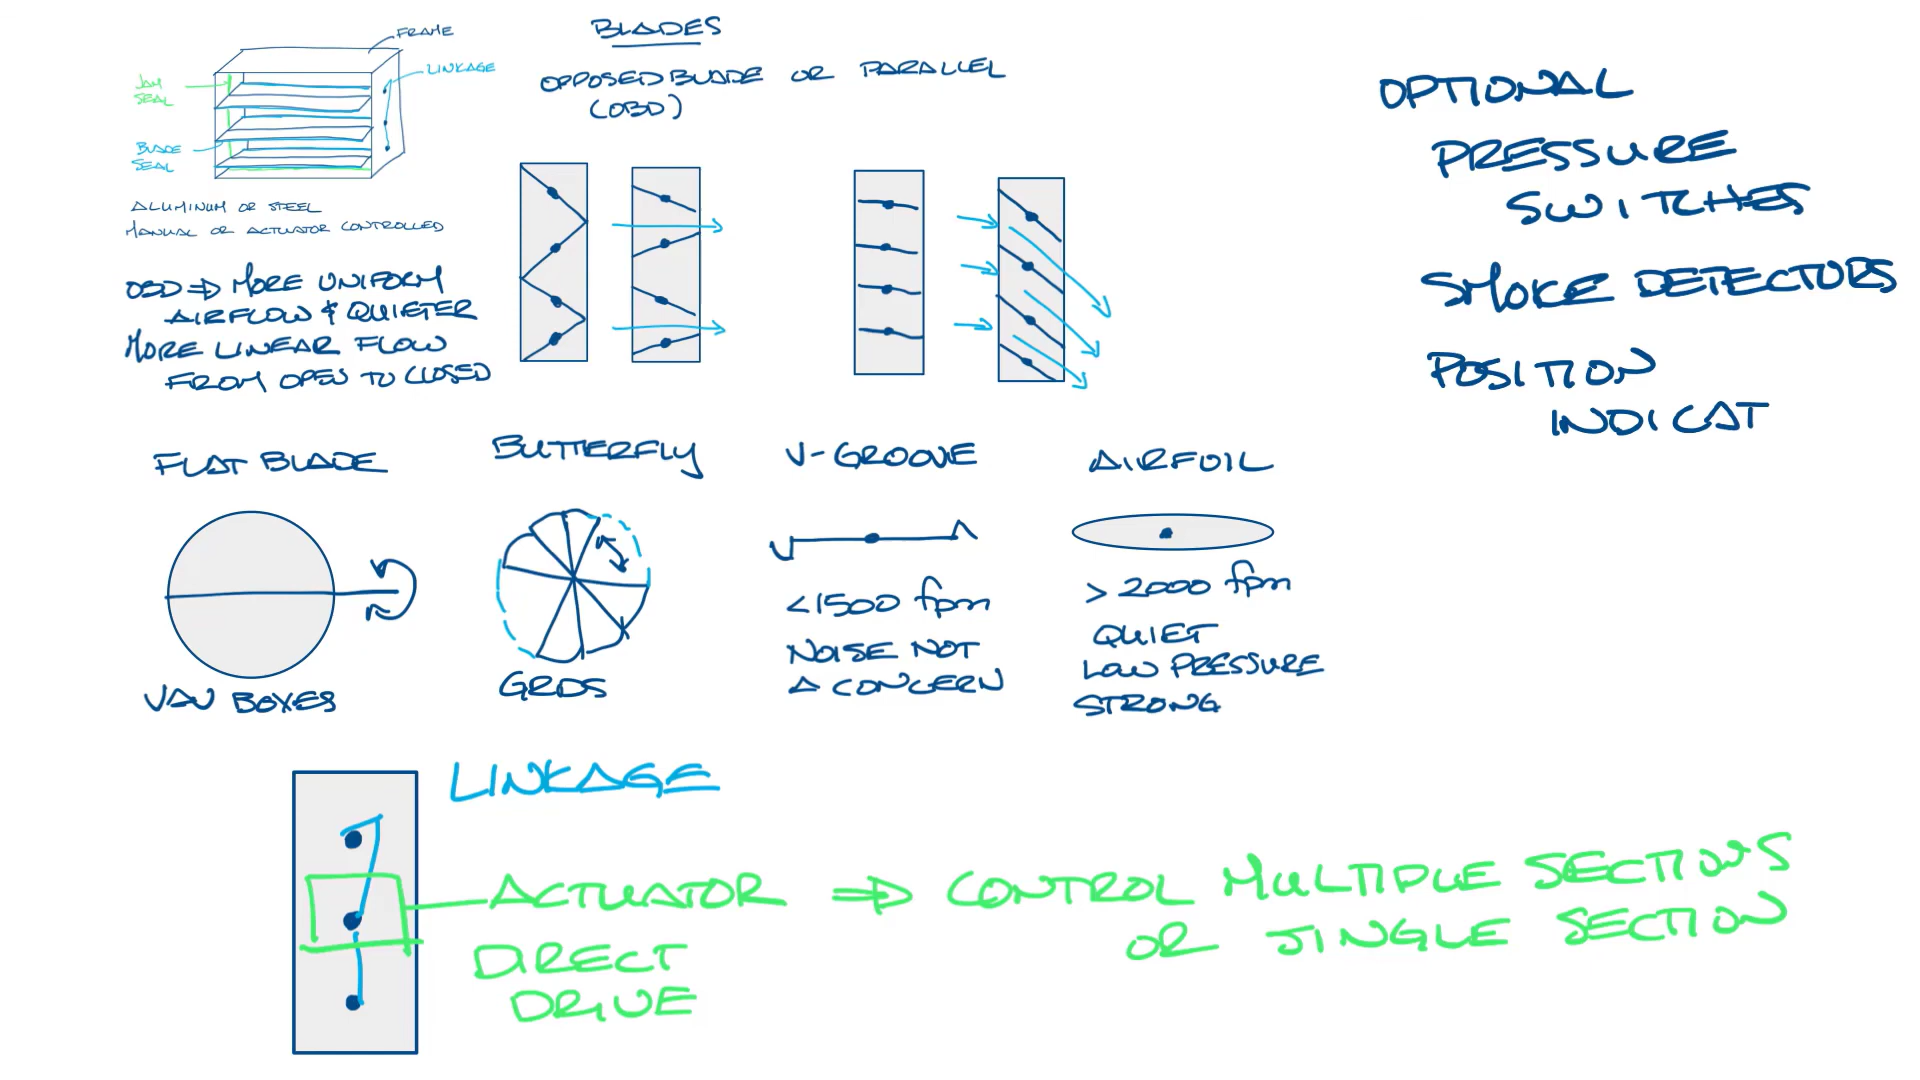 FRAME
LINKAGE
JAM
SEAL
BLADE
SEAL
ALUMINUM OR STEEL
MANUAL OR ACTUATOR CONTROLLED
OBD ⇒ MORE UNIFORM
AIRFLOW & QUIETER
MORE LINEAR FLOW
FROM OPEN TO CLOSED
BLADES
OPPOSED BLADE OR PARALLEL
(OBD)
OPTIONAL
PRESSURE
SWITCHES
SMOKE DETECTORS
POSITION
INDICAT
FLAT BLADE
VAV BOXES
BUTTERFLY
GRDS
V-GROOVE
<1500 fpm
NOISE NOT
A CONCERN
AIRFOIL
> 2000 fpm
QUIET
LOW PRESSURE
STRONG
LINKAGE
ACTUATOR ⇒ CONTROL MULTIPLE SECTIONS
OR SINGLE SECTION
DIRECT
DRIVE